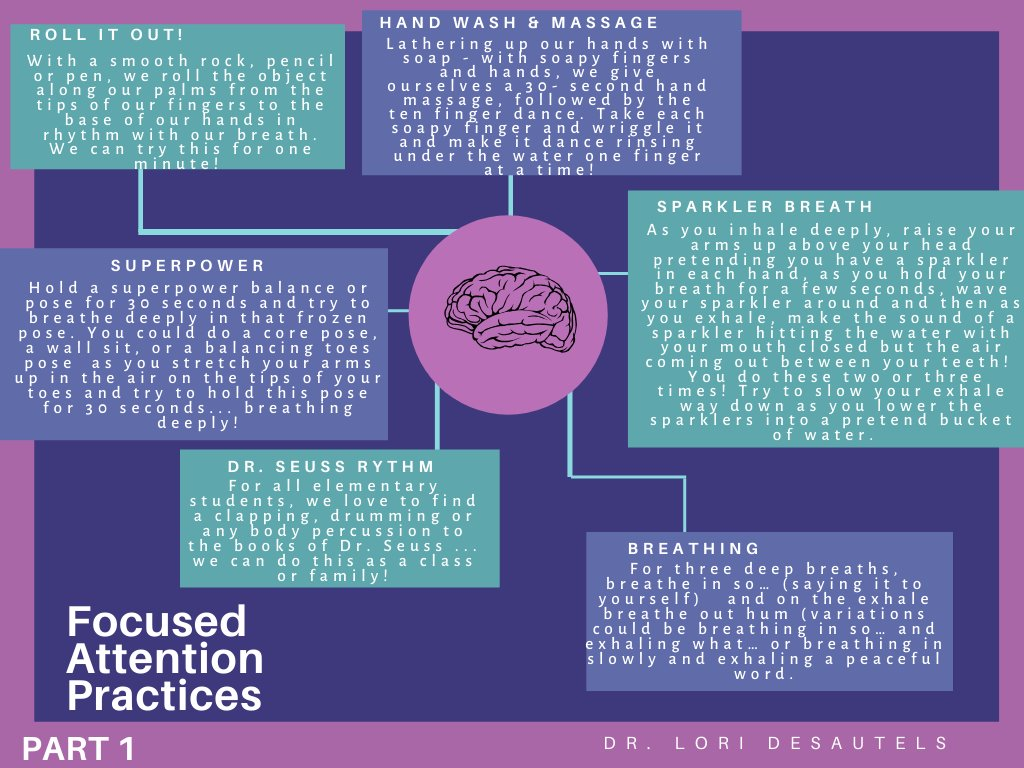 ROLL IT OUT!
With a smooth rock, pencil
or pen, we roll the object
along our palms from the
tips of our fingers to the
base of our hands in
rhythm with our breath.
We can try this for one
minute!
HAND WASH & MASSAGE
Lathering up our hands with
soap - with soapy fingers
and hands, we give
ourselves a 30- second hand
massage, followed by the
ten finger dance. Take each
soapy finger and wriggle it
and make it dance rinsing
under the water one finger
at a time!
SPARKLER BREATH
As you inhale deeply, raise your
arms up above your head
pretending you have a sparkler
in each hand, as you hold your
breath for a few seconds, wave
your sparkler around and then as
you exhale, make the sound of a
sparkler hitting the water with
your mouth closed but the air
coming out between your teeth!
You do these two or three
times! Try to slow your exhale
way down as you lower the
sparklers into a pretend bucket
of water.
SUPERPOWER
Hold a superpower balance or
pose for 30 seconds and try to
breathe deeply in that frozen
pose. You could do a core pose,
a wall sit, or a balancing toes
pose as you stretch your arms
up in the air on the tips of your
toes and try to hold this pose
for 30 seconds... breathing
deeply!
DR. SEUSS RYTHM
For all elementary
students, we love to find
a clapping, drumming or
any body percussion to
the books of Dr. Seuss ...
we can do this as a class
or family!
BREATHING
For three deep breaths,
breathe in so… (saying it to
yourself) and on the exhale
breathe out hum (variations
could be breathing in so… and
exhaling what… or breathing in
slowly and exhaling a peaceful
word.
Focused
Attention
Practices
PART 1
DR. LORI DESAUTELS